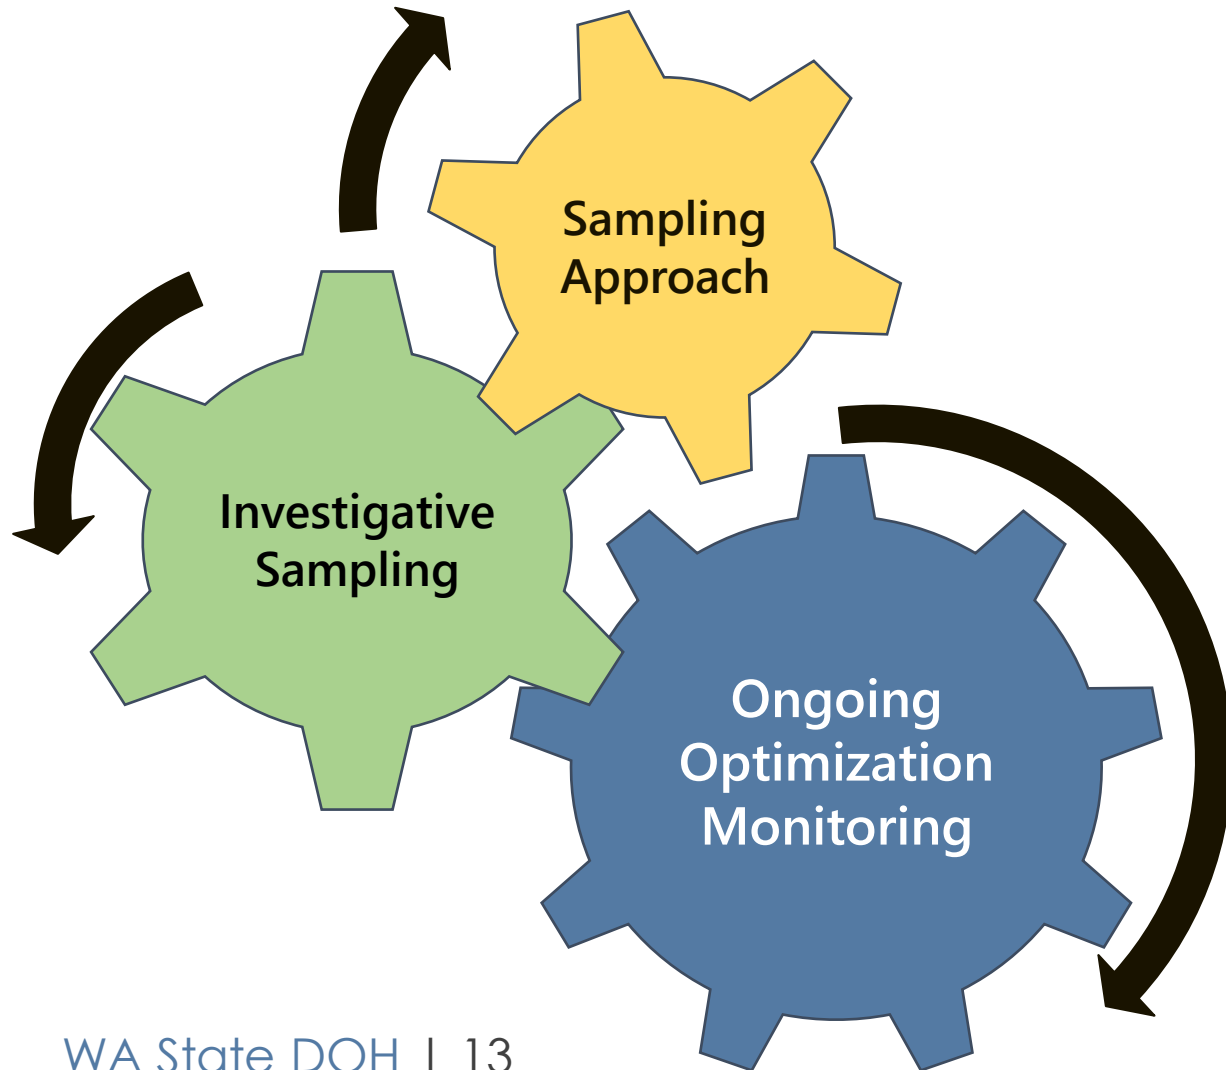 Sampling
Approach
Investigative
Sampling
Ongoing
Optimization
Monitoring
WA State DOH | 13